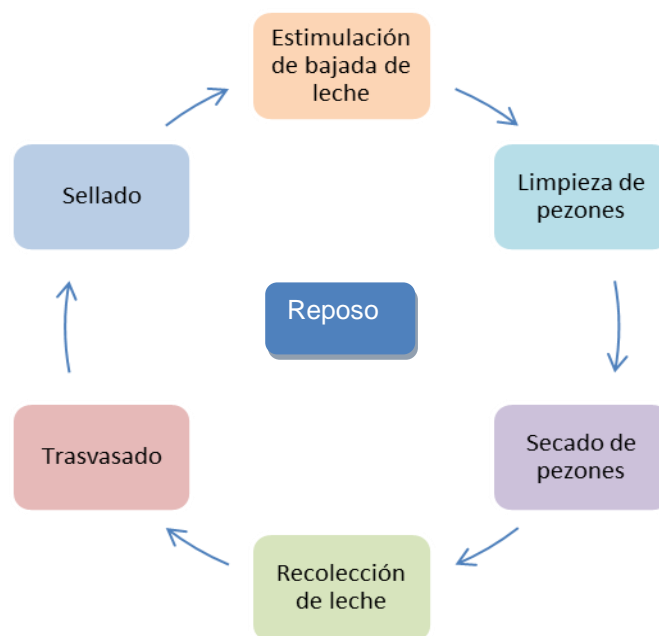 Estimulación
de bajada de
leche
Limpieza de
pezones
Secado de
pezones
Recolección
de leche
Trasvasado
Sellado
Reposo